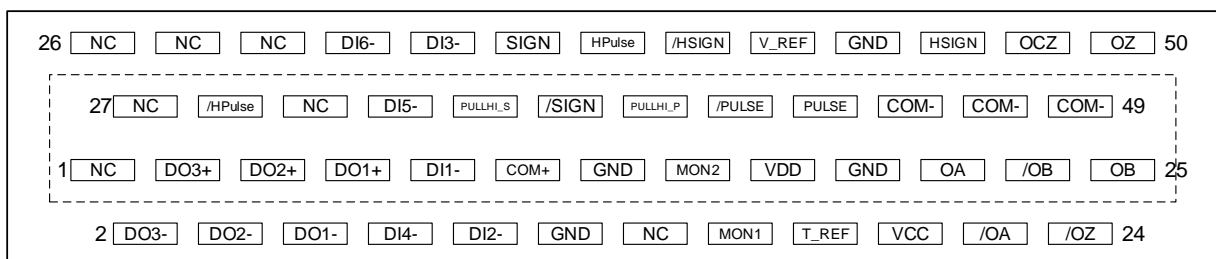 26 NC NC NC DI6- DI3- SIGN HPulse /HSIGN V_REF GND HSIGN OCZ OZ 50
27 NC /HPulse NC DI5- PULLHI_S /SIGN PULLHI_P /PULSE PULSE COM- COM- COM- 49
1 NC DO3+ DO2+ DO1+ DI1- COM+ GND MON2 VDD GND OA /OB OB 25
2 DO3- DO2- DO1- DI4- DI2- GND NC MON1 T_REF VCC /OA /OZ 24